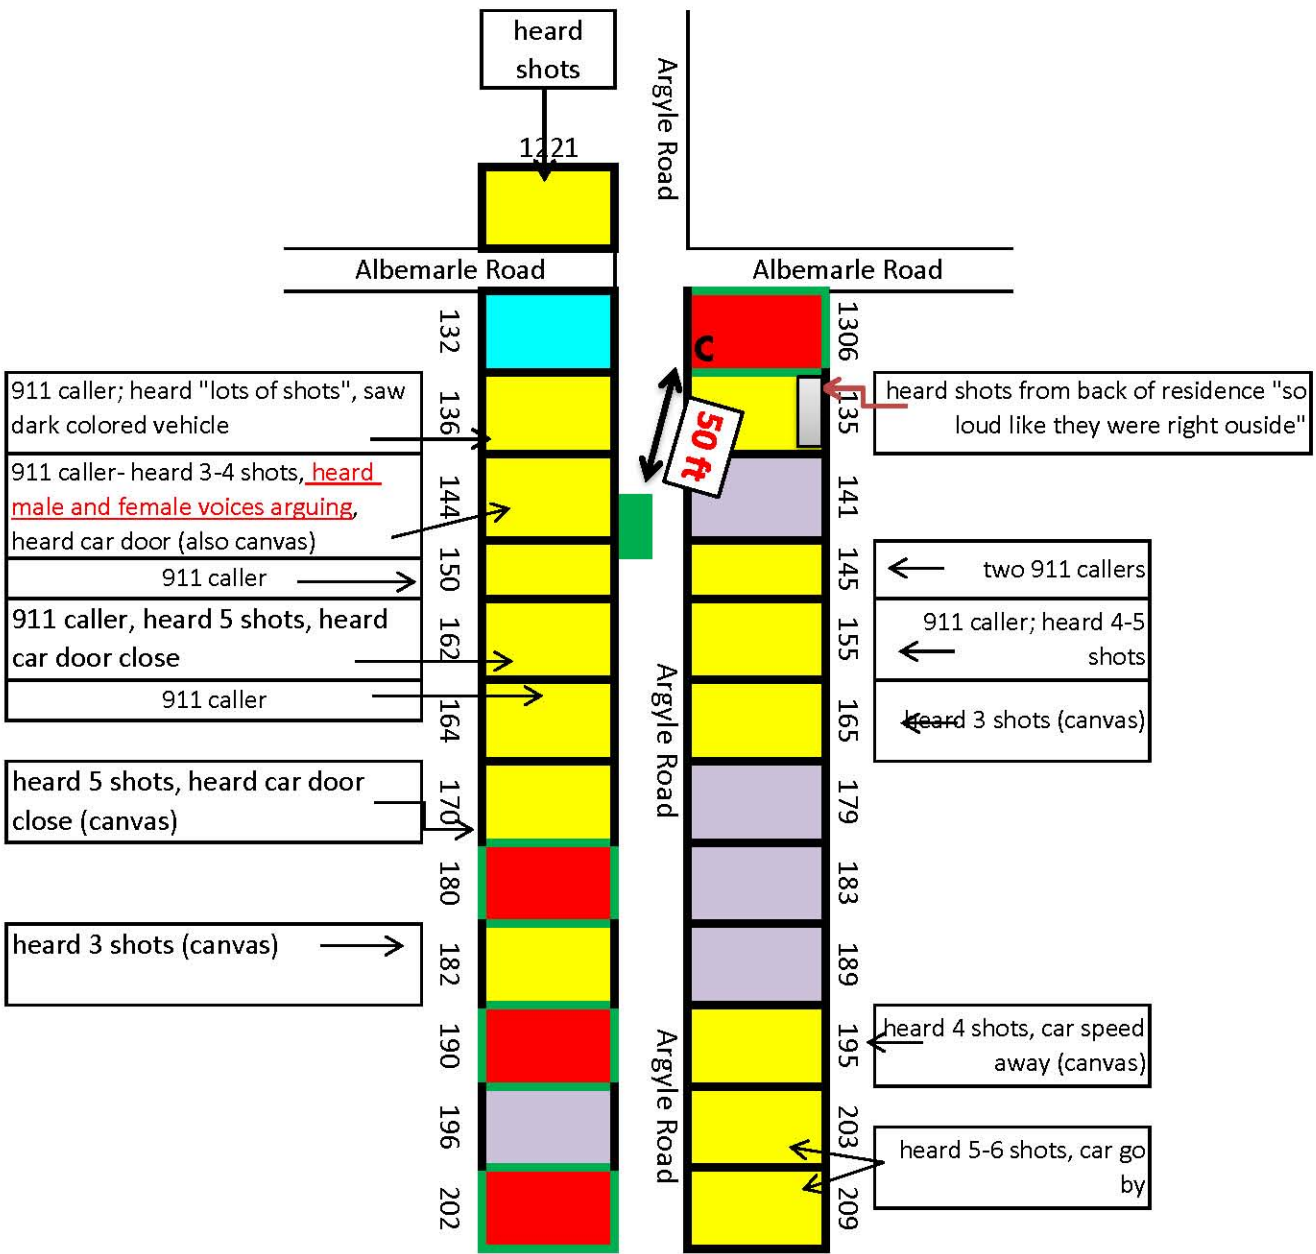 heard
shots
1221
Argyle Road
Albemarle Road
Albemarle Road
132
1306
C
911 caller; heard "lots of shots", saw
dark colored vehicle
136
50 ft
135
heard shots from back of residence "so
loud like they were right ouside"
911 caller- heard 3-4 shots, heard
male and female voices arguing,
heard car door (also canvas)
144
141
911 caller
150
145
two 911 callers
911 caller, heard 5 shots, heard
car door close
162
155
911 caller; heard 4-5
shots
911 caller
164
Argyle Road
165
heard 3 shots (canvas)
heard 5 shots, heard car door
close (canvas)
170
179
180
183
heard 3 shots (canvas)
182
189
190
Argyle Road
195
heard 4 shots, car speed
away (canvas)
196
203
heard 5-6 shots, car go
by
202
209